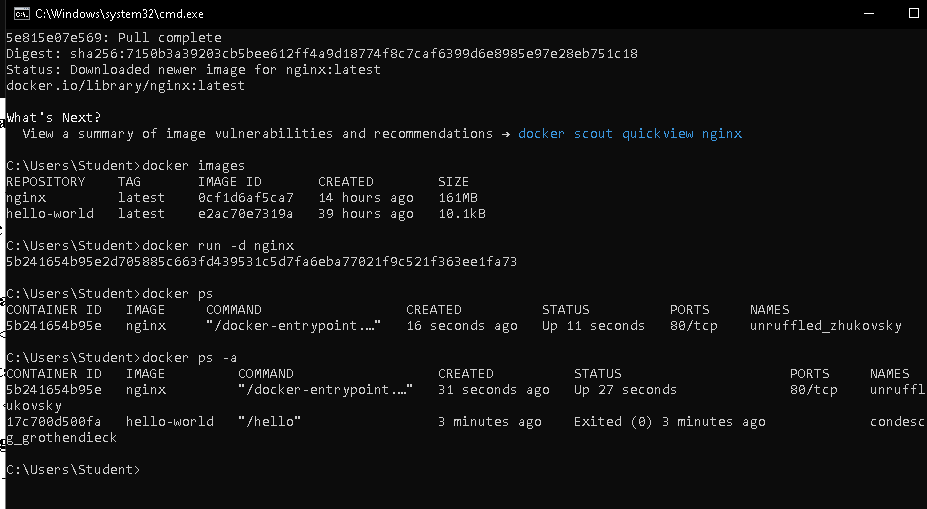 C:\Windows\system32\cmd.exe
5e815e07e569: Pull complete
Digest: sha256:7150b3a39203cb5bee612ff4a9d18774f8c7caf6399d6e8985e97e28eb751c18
Status: Downloaded newer image for nginx:latest
docker.io/library/nginx:latest
What's Next?
View a summary of image vulnerabilities and recommendations → docker scout quickview nginx
C:\Users\Student>docker images
REPOSITORY TAG IMAGE ID CREATED SIZE
nginx latest 0cf1d6af5ca7 14 hours ago 161MB
hello-world latest e2ac70e7319a 39 hours ago 10.1kB
C:\Users\Student>docker run -d nginx
5b241654b95e2d705885c663fd439531c5d7fa6eba77021f9c521f363ee1fa73
C:\Users\Student>docker ps
CONTAINER ID IMAGE COMMAND CREATED STATUS PORTS NAMES
5b241654b95e nginx "/docker-entrypoint.…" 16 seconds ago Up 11 seconds 80/tcp unruffled_zhukovsky
C:\Users\Student>docker ps -a
CONTAINER ID IMAGE COMMAND CREATED STATUS PORTS NAMES
5b241654b95e nginx "/docker-entrypoint.…" 31 seconds ago Up 27 seconds 80/tcp unruffl
ukovsky
17c700d500fa hello-world "/hello" 3 minutes ago Exited (0) 3 minutes ago condesc
g_grothendieck
C:\Users\Student>